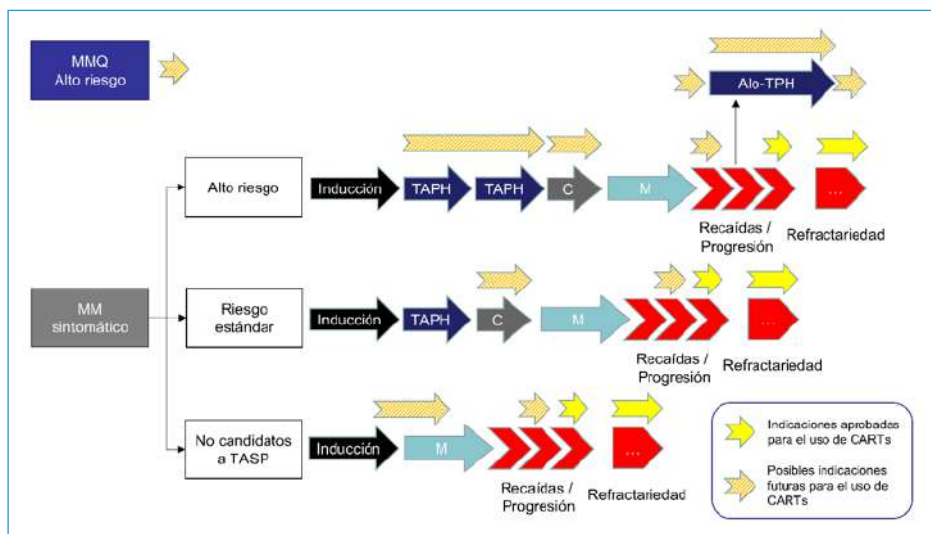 MMQ
Alto riesgo
Alo-TPH
Alto riesgo
Inducción
TAPH
TAPH
C
M
...
Recaídas /
Progresión
Refractariedad
MM
sintomático
Riesgo
estándar
Inducción
TAPH
C
M
...
Recaídas /
Progresión
Refractariedad
No candidatos
a TASP
Inducción
M
...
Recaídas /
Progresión
Refractariedad
Indicaciones aprobadas
para el uso de CARTs
Posibles indicaciones
futuras para el uso de
CARTs